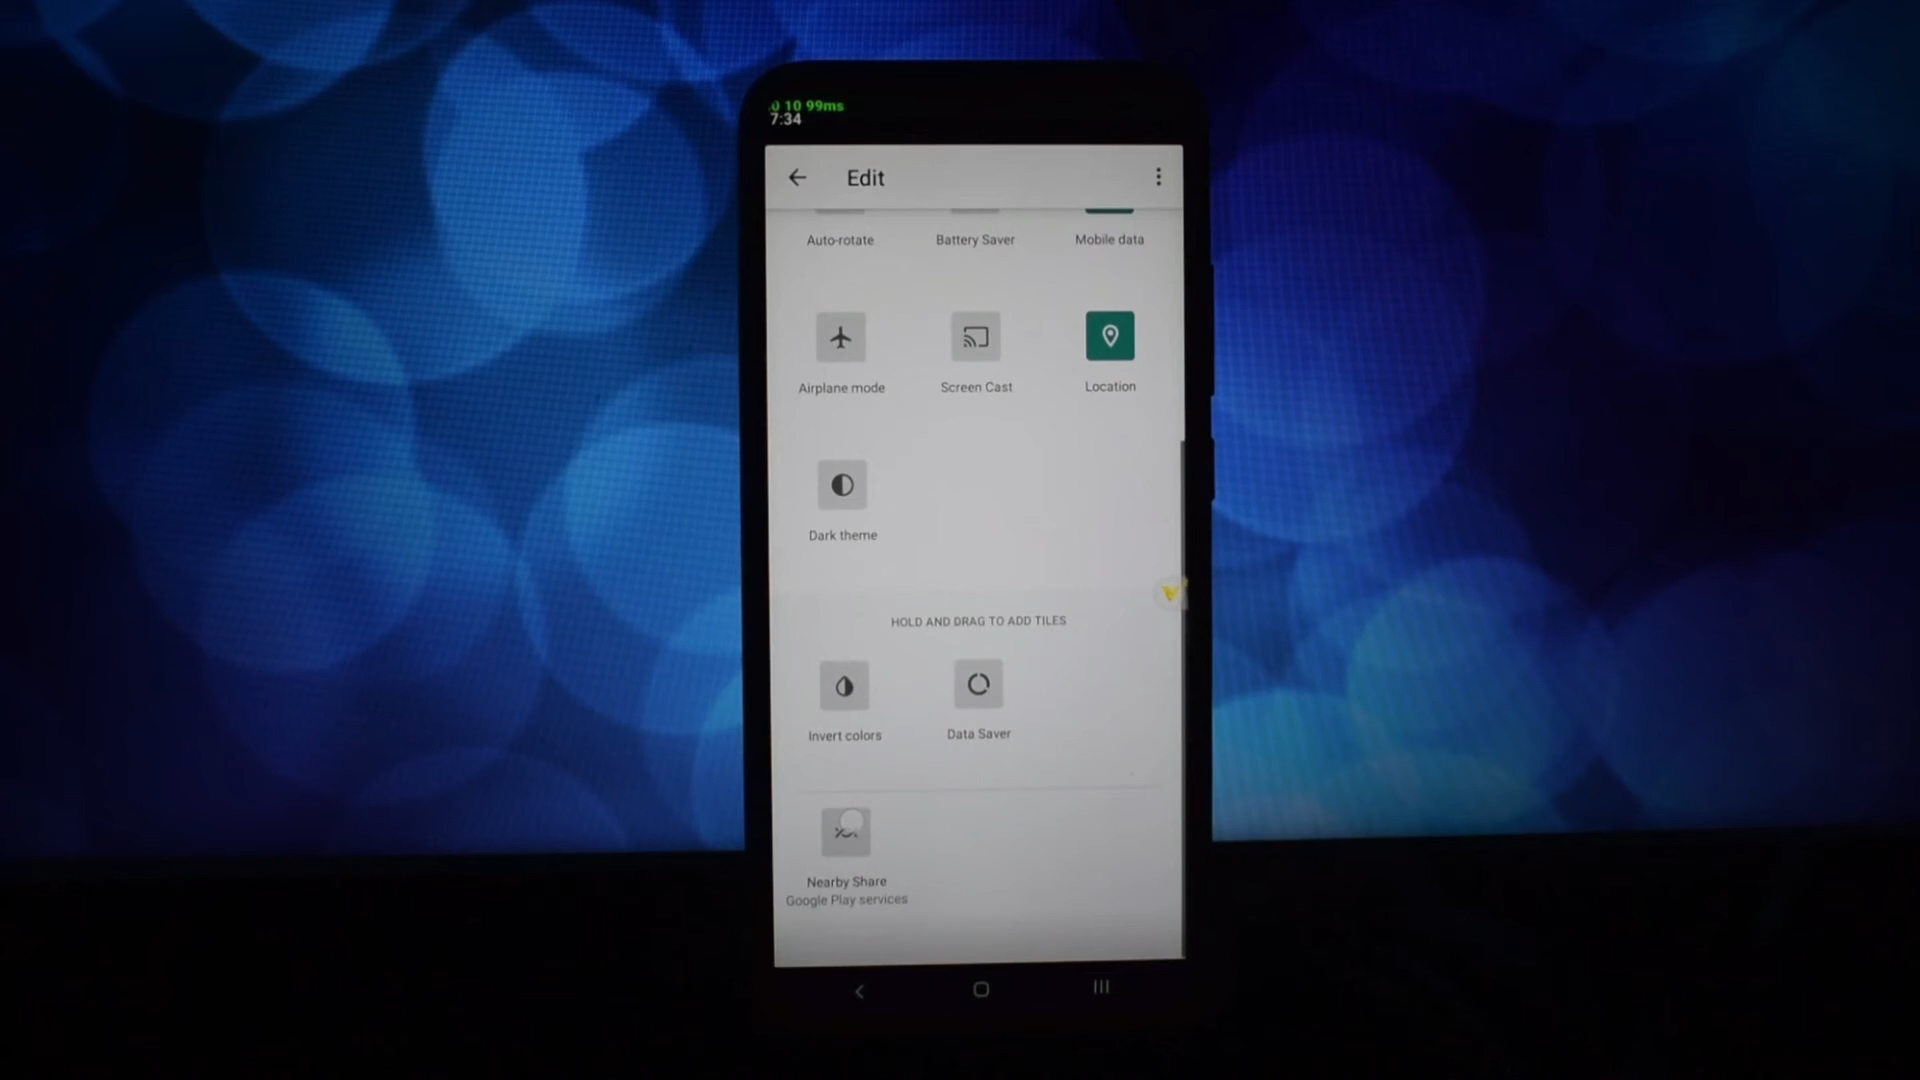 .0 10 99ms
7:34
Edit
Auto-rotate Battery Saver Mobile data
Airplane mode Screen Cast Location
Dark theme
HOLD AND DRAG TO ADD TILES
Invert colors Data Saver
Nearby Share
Google Play services